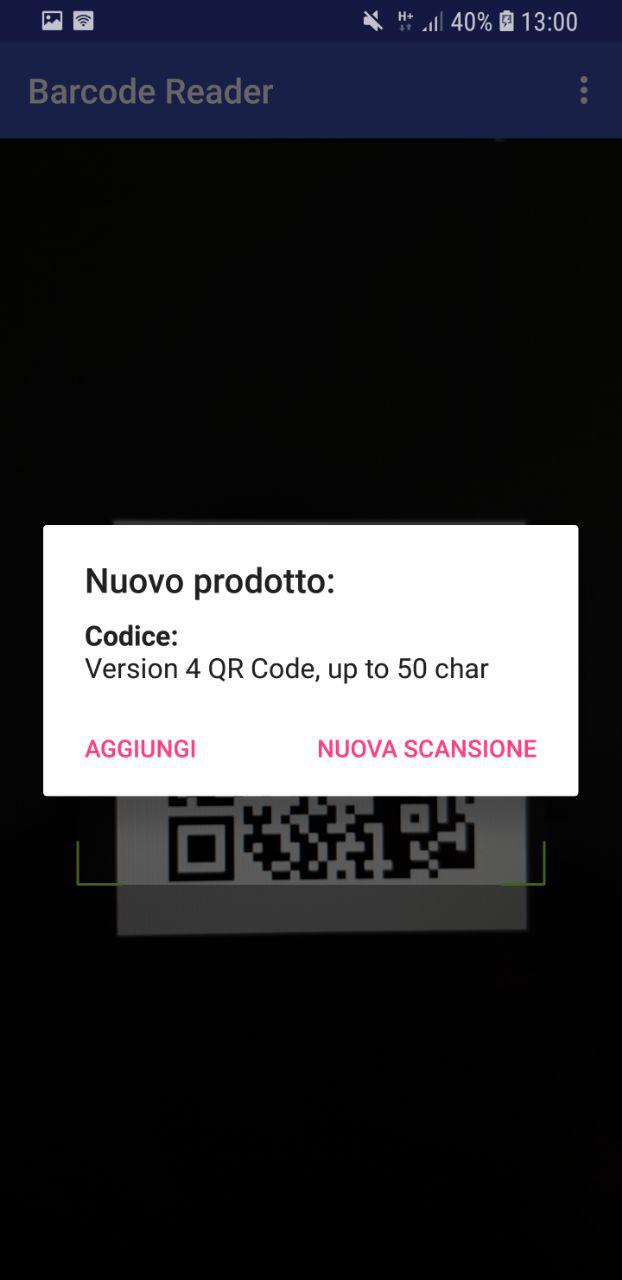 H+ 40% 13:00
Barcode Reader
Nuovo prodotto:
Codice:
Version 4 QR Code, up to 50 char
AGGIUNGI NUOVA SCANSIONE